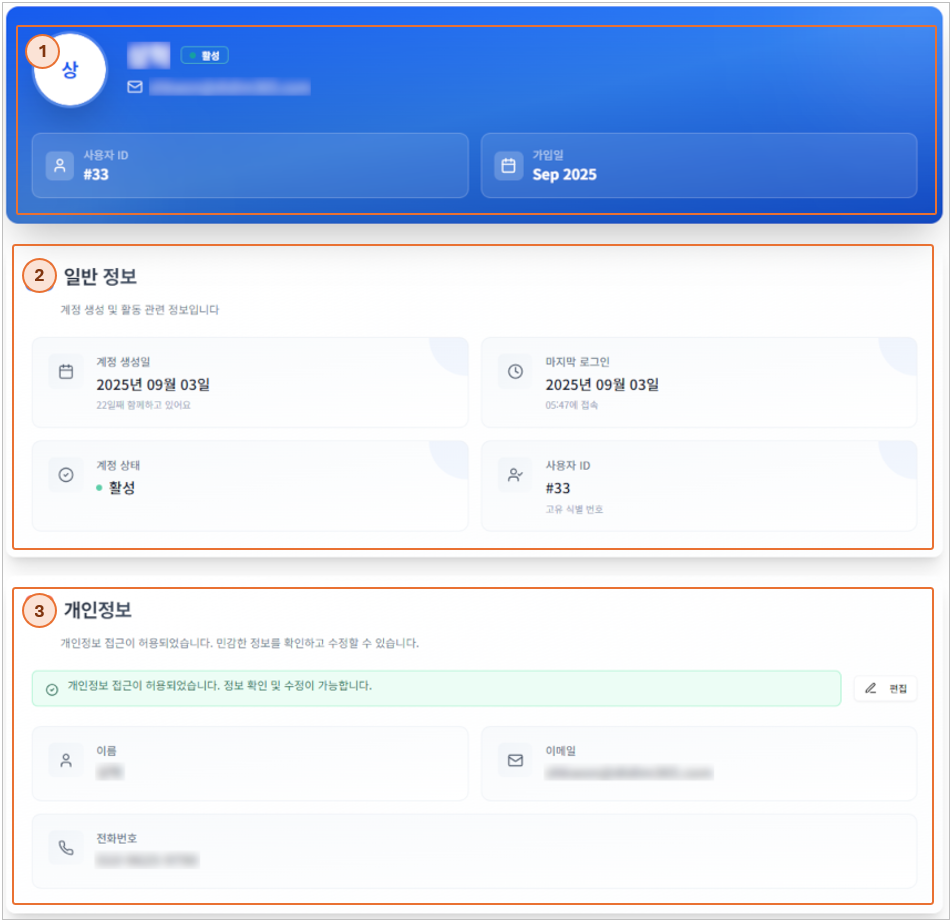 1
상
활성
사용자 ID
#33
가입일
Sep 2025
2
일반 정보
계정 생성 및 활동 관련 정보입니다
계정 생성일
2025년 09월 03일
22일째 함께하고 있어요
마지막 로그인
2025년 09월 03일
05:47에 접속
계정 상태
활성
사용자 ID
#33
고유 식별 번호
3
개인정보
개인정보 접근이 허용되었습니다. 민감한 정보를 확인하고 수정할 수 있습니다.
개인정보 접근이 허용되었습니다. 정보 확인 및 수정이 가능합니다.
편집
이름
이메일
전화번호